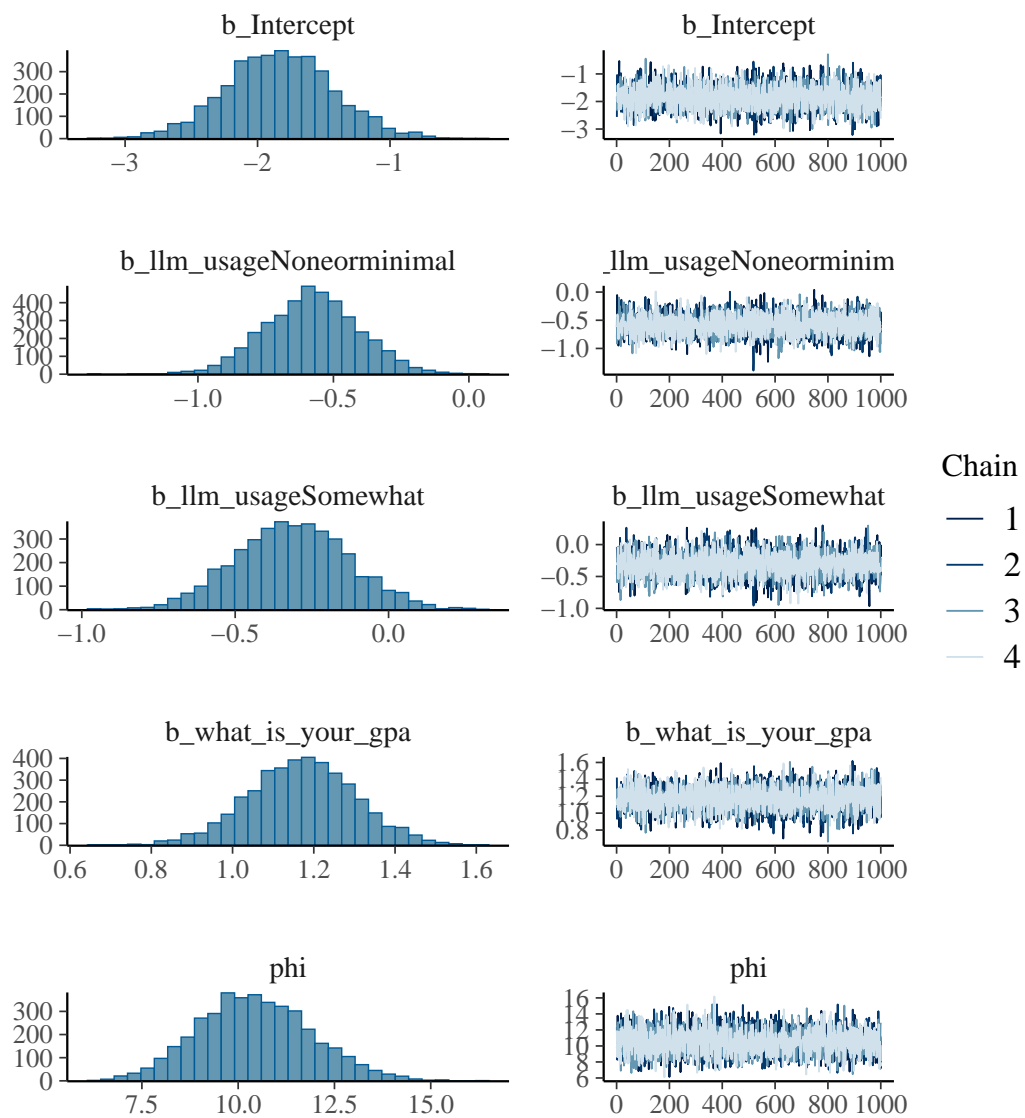 b_Intercept
300
200
100
0
−3 −2 −1
b_Intercept
−1
−2
−3
0 200 400 600 800 1000
b_llm_usageNoneorminimal
400
300
200
100
0
−1.0 −0.5 0.0
_llm_usageNoneorminim
0.0
−0.5
−1.0
0 200 400 600 800 1000
b_llm_usageSomewhat
300
200
100
0
−1.0 −0.5 0.0
b_llm_usageSomewhat
0.0
−0.5
−1.0
0 200 400 600 800 1000
b_what_is_your_gpa
400
300
200
100
0
0.6 0.8 1.0 1.2 1.4 1.6
b_what_is_your_gpa
1.6
1.4
1.2
1.0
0.8
0 200 400 600 800 1000
phi
300
200
100
0
7.5 10.0 12.5 15.0
phi
16
14
12
10
8
6
0 200 400 600 800 1000
Chain
1
2
3
4